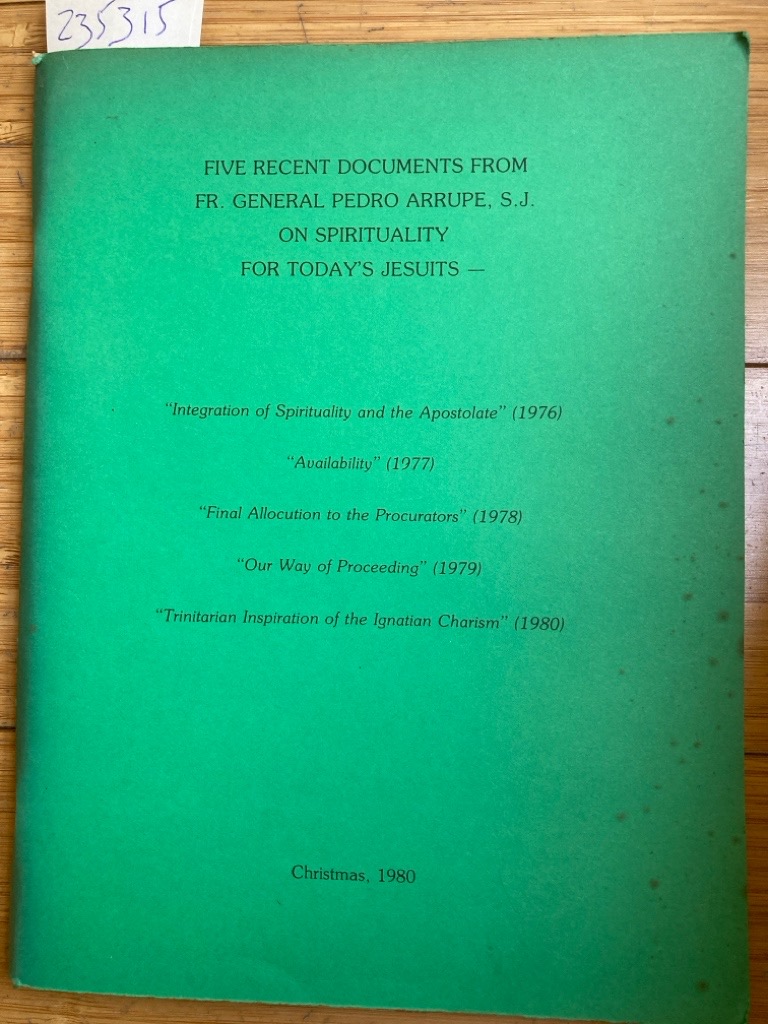 235315
FIVE RECENT DOCUMENTS FROM
FR. GENERAL PEDRO ARRUPE, S.J.
ON SPIRITUALITY
FOR TODAY'S JESUITS —
"Integration of Spirituality and the Apostolate" (1976)
"Availability" (1977)
"Final Allocution to the Procurators" (1978)
"Our Way of Proceeding" (1979)
"Trinitarian Inspiration of the Ignatian Charism" (1980)
Christmas, 1980